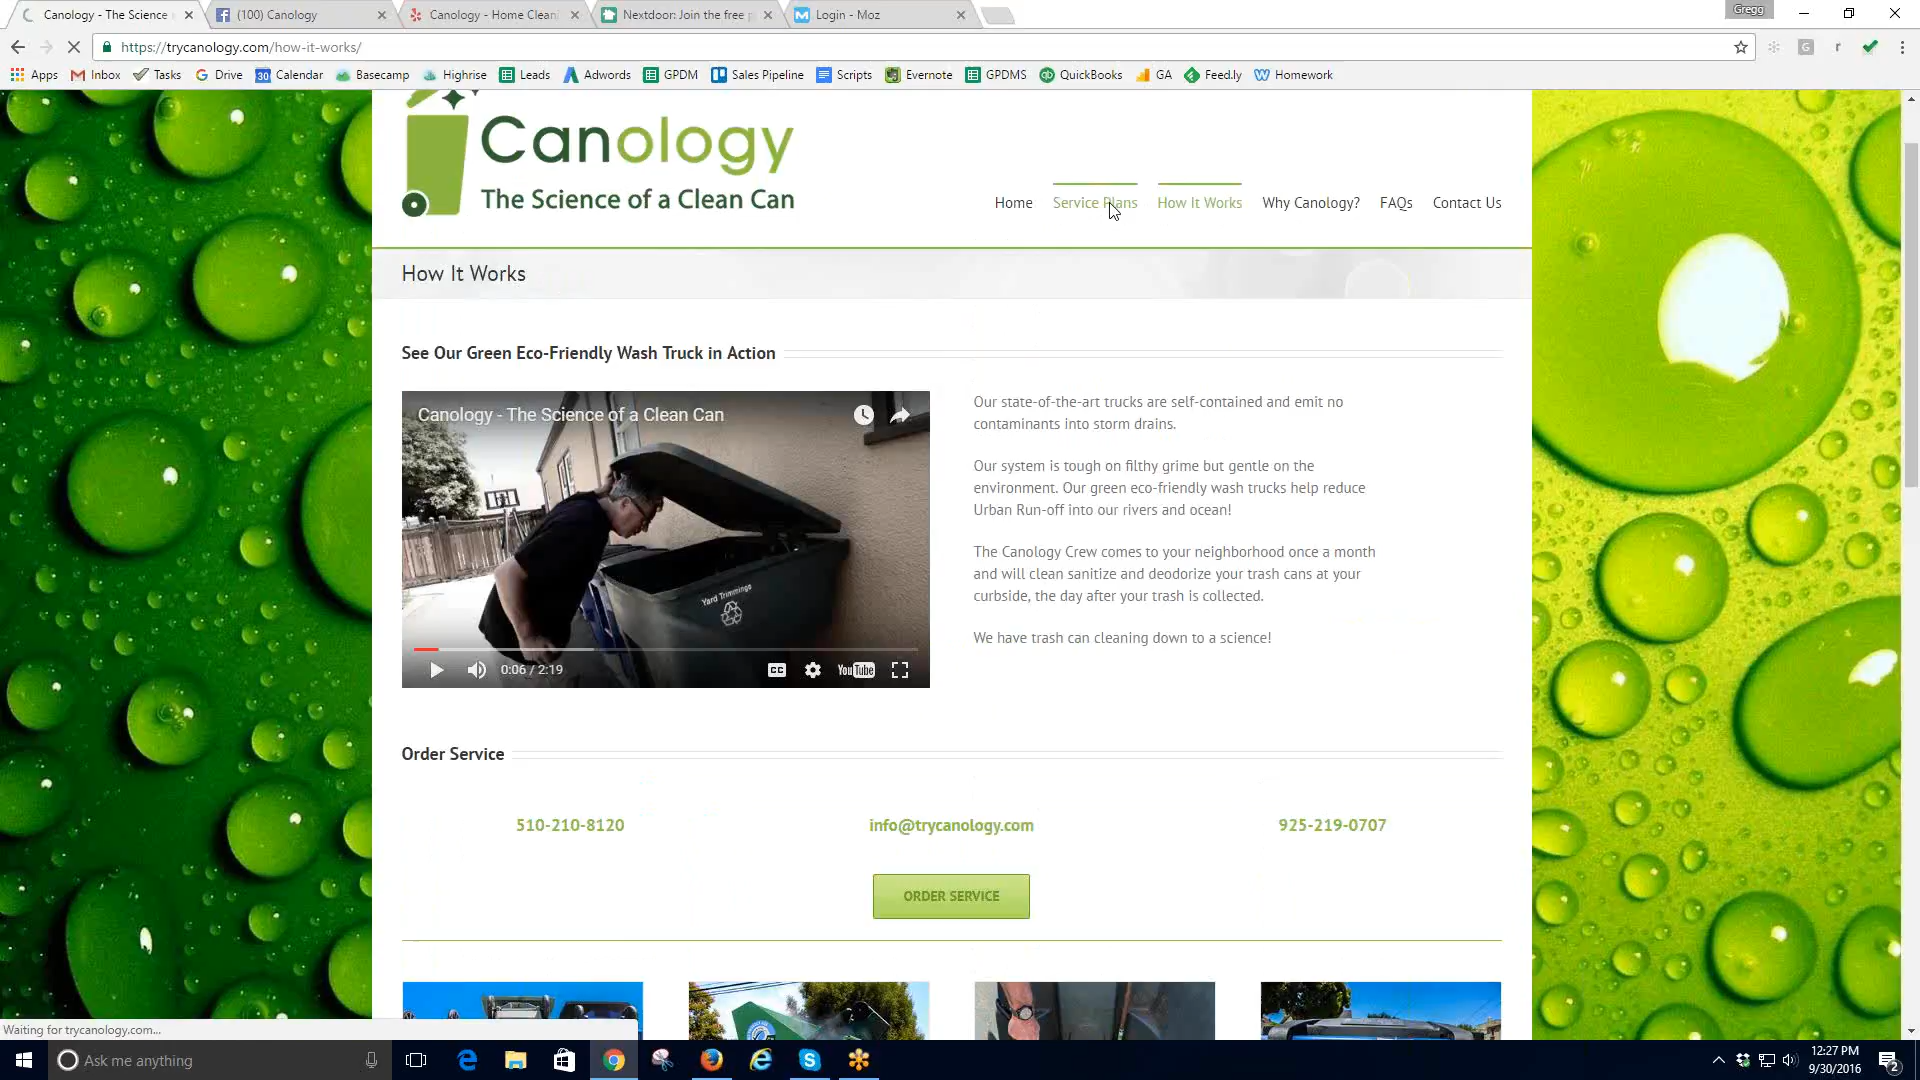 Canology - The Science
(100) Canology
Canology - Home Cleani
Nextdoor: Join the free p
Login - Moz
Gregg
https://trycanology.com/how-it-works/
Apps
Inbox
Tasks
Drive
Calendar
Basecamp
Highrise
Leads
Adwords
GPDM
Sales Pipeline
Scripts
Evernote
GPDMS
QuickBooks
GA
Feed.ly
Homework
Canology
The Science of a Clean Can
Home
Service Plans
How It Works
Why Canology?
FAQs
Contact Us
How It Works
See Our Green Eco-Friendly Wash Truck in Action
Canology - The Science of a Clean Can
Yard Trimmings
0:06 / 2:19
CC
YouTube
Our state-of-the-art trucks are self-contained and emit no
contaminants into storm drains.
Our system is tough on filthy grime but gentle on the
environment. Our green eco-friendly wash trucks help reduce
Urban Run-off into our rivers and ocean!
The Canology Crew comes to your neighborhood once a month
and will clean sanitize and deodorize your trash cans at your
curbside, the day after your trash is collected.
We have trash can cleaning down to a science!
Order Service
510-210-8120
info@trycanology.com
925-219-0707
ORDER SERVICE
Waiting for trycanology.com...
Ask me anything
12:27 PM
9/30/2016
2